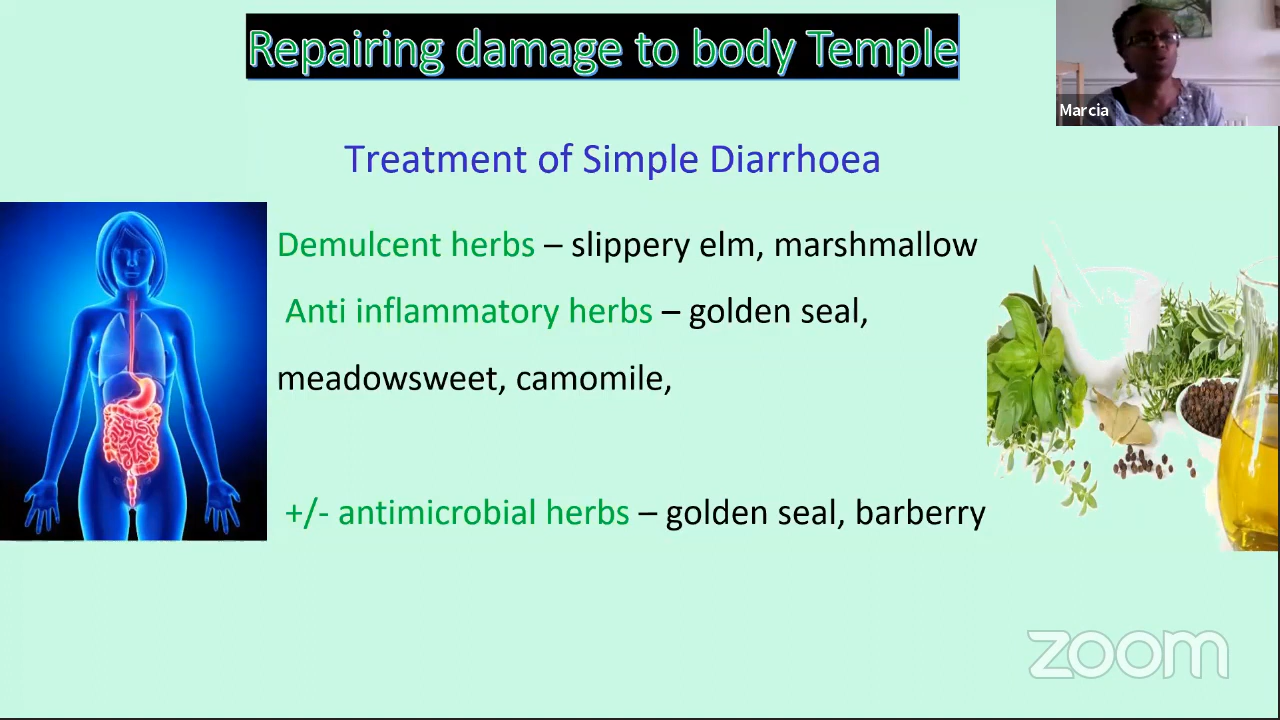 Repairing damage to body Temple
Marcia
Treatment of Simple Diarrhoea
Demulcent herbs – slippery elm, marshmallow
Anti inflammatory herbs – golden seal,
meadowsweet, camomile,
+/- antimicrobial herbs – golden seal, barberry
zoom